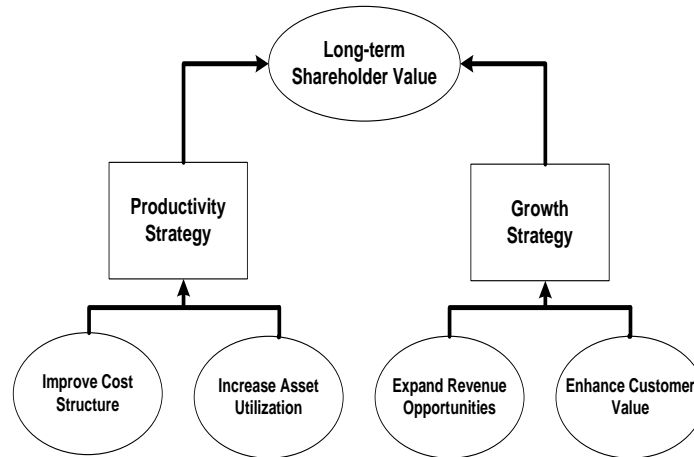 Long-term
Shareholder Value
Productivity
Strategy
Growth
Strategy
Improve Cost
Structure
Increase Asset
Utilization
Expand Revenue
Opportunities
Enhance Customer
Value